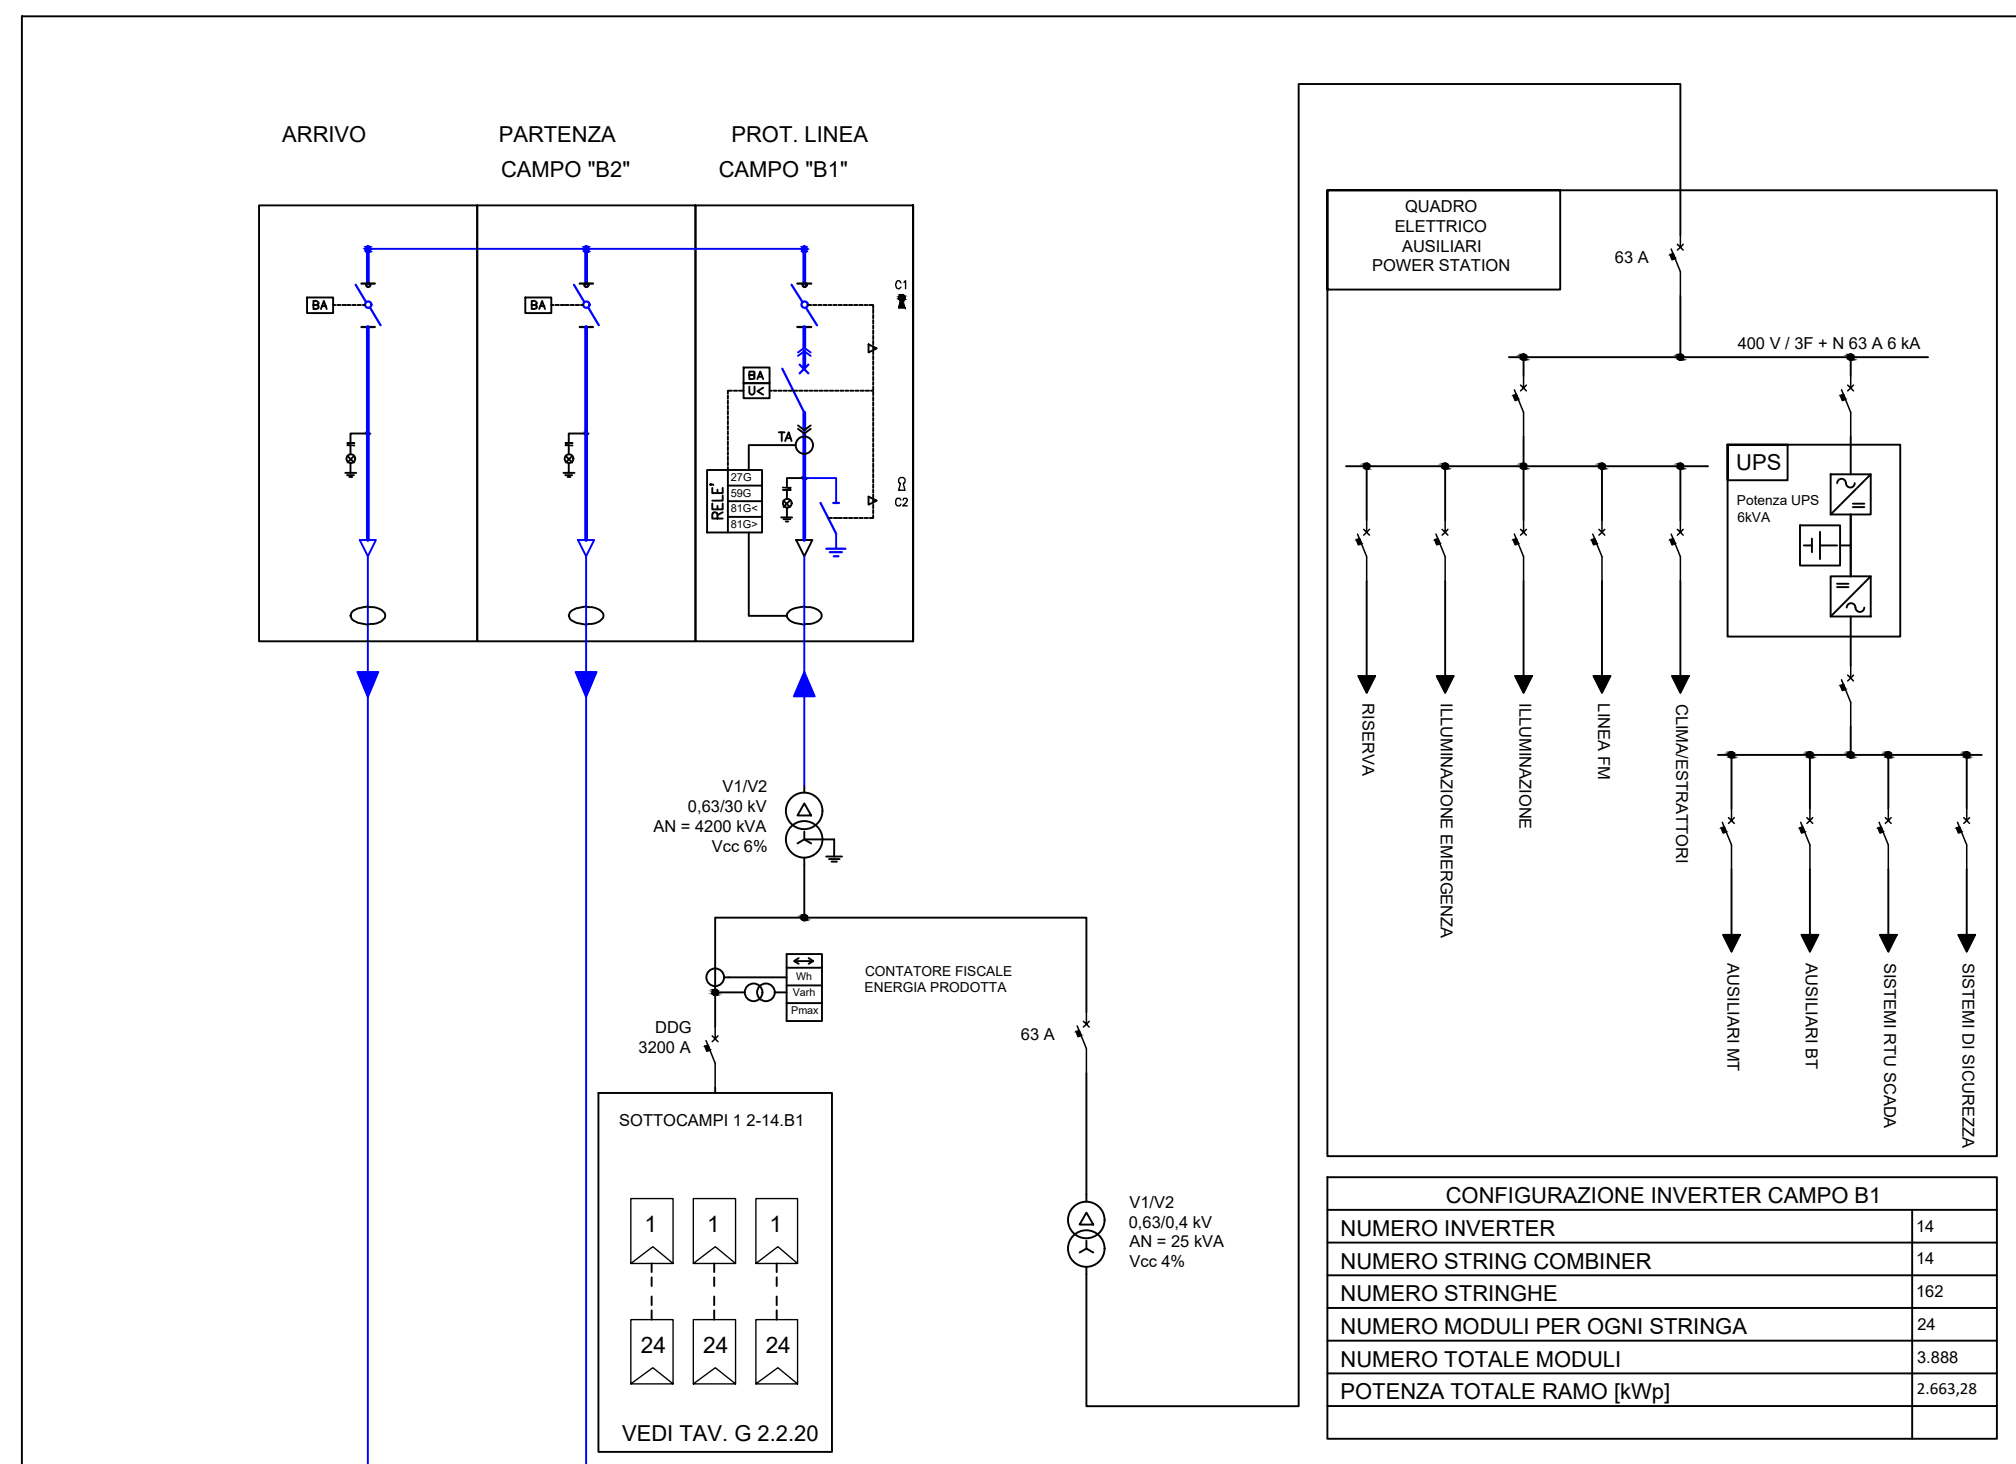 ARRIVO
PARTENZA
CAMPO "B2"
PROT. LINEA
CAMPO "B1"
BA
BA
C1
BA
U<
TA
RELE'
27G
59G
81G<
81G>
C2
V1/V2
0,63/30 kV
AN = 4200 kVA
Vcc 6%
Wh
Varh
Pmax
CONTATORE FISCALE
ENERGIA PRODOTTA
DDG
3200 A
63 A
SOTTOCAMPI 1 2-14.B1
1
1
1
24
24
24
VEDI TAV. G 2.2.20
V1/V2
0,63/0,4 kV
AN = 25 kVA
Vcc 4%
QUADRO
ELETTRICO
AUSILIARI
POWER STATION
63 A
400 V / 3F + N 63 A 6 kA
UPS
Potenza UPS
6kVA
RISERVA
ILLUMINAZIONE EMERGENZA
ILLUMINAZIONE
LINEA FM
CLIMA/ESTRATTORI
AUSILIARI MT
AUSILIARI BT
SISTEMI RTU SCADA
SISTEMI DI SICUREZZA
CONFIGURAZIONE INVERTER CAMPO B1
NUMERO INVERTER 14
NUMERO STRING COMBINER 14
NUMERO STRINGHE 162
NUMERO MODULI PER OGNI STRINGA 24
NUMERO TOTALE MODULI 3.888
POTENZA TOTALE RAMO [kWp] 2.663,28